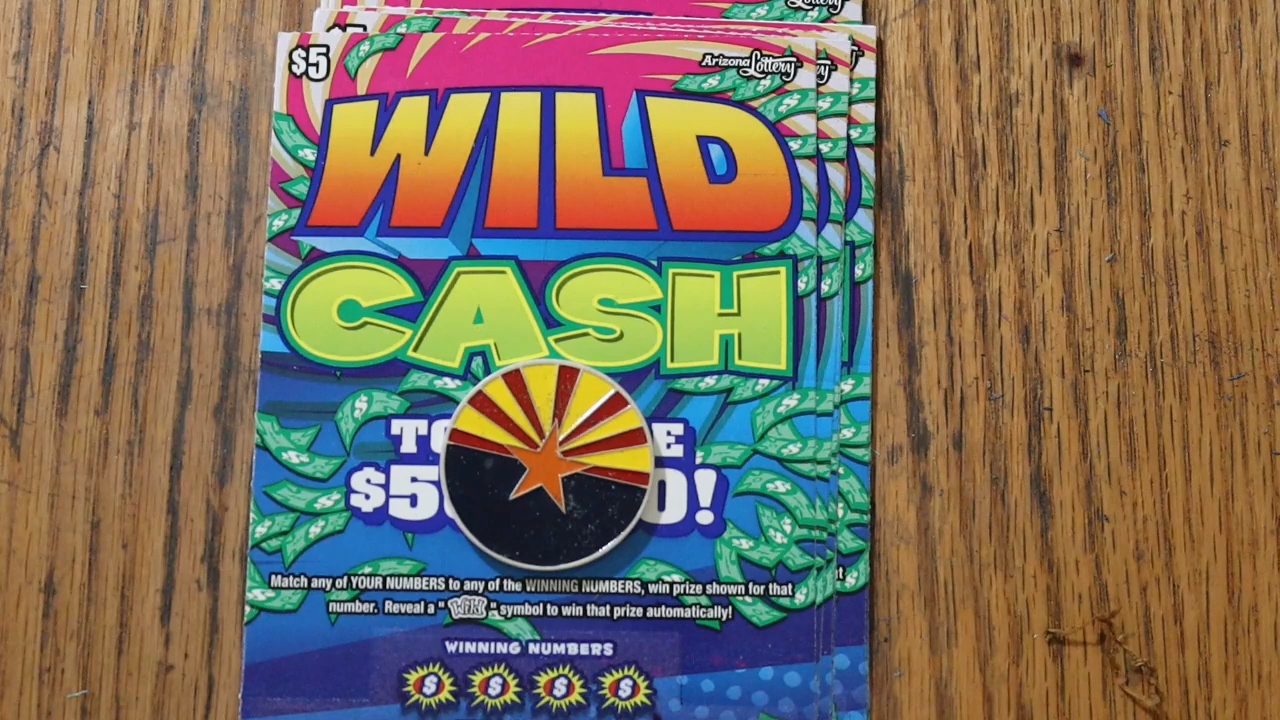 $5
Arizona Lottery™
WILD
CASH
$5
Match any of YOUR NUMBERS to any of the WINNING NUMBERS, win prize shown for that
number. Reveal a "Wild" symbol to win that prize automatically!
WINNING NUMBERS
$ $ $ $